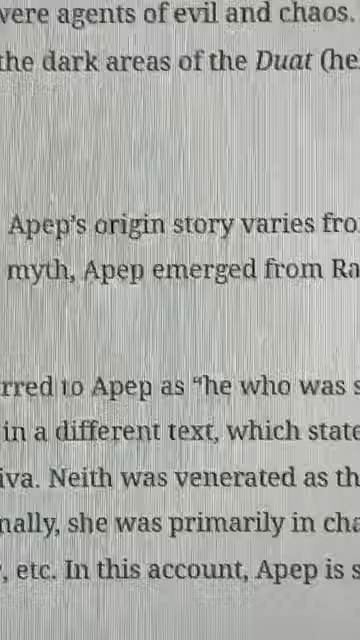 were agents of evil and chaos.
the dark areas of the Duat (he
Apep's origin story varies fro
myth, Apep emerged from Ra
rred to Apep as “he who was s
in a different text, which state
iva. Neith was venerated as th
nally, she was primarily in cha
, etc. In this account, Apep is s